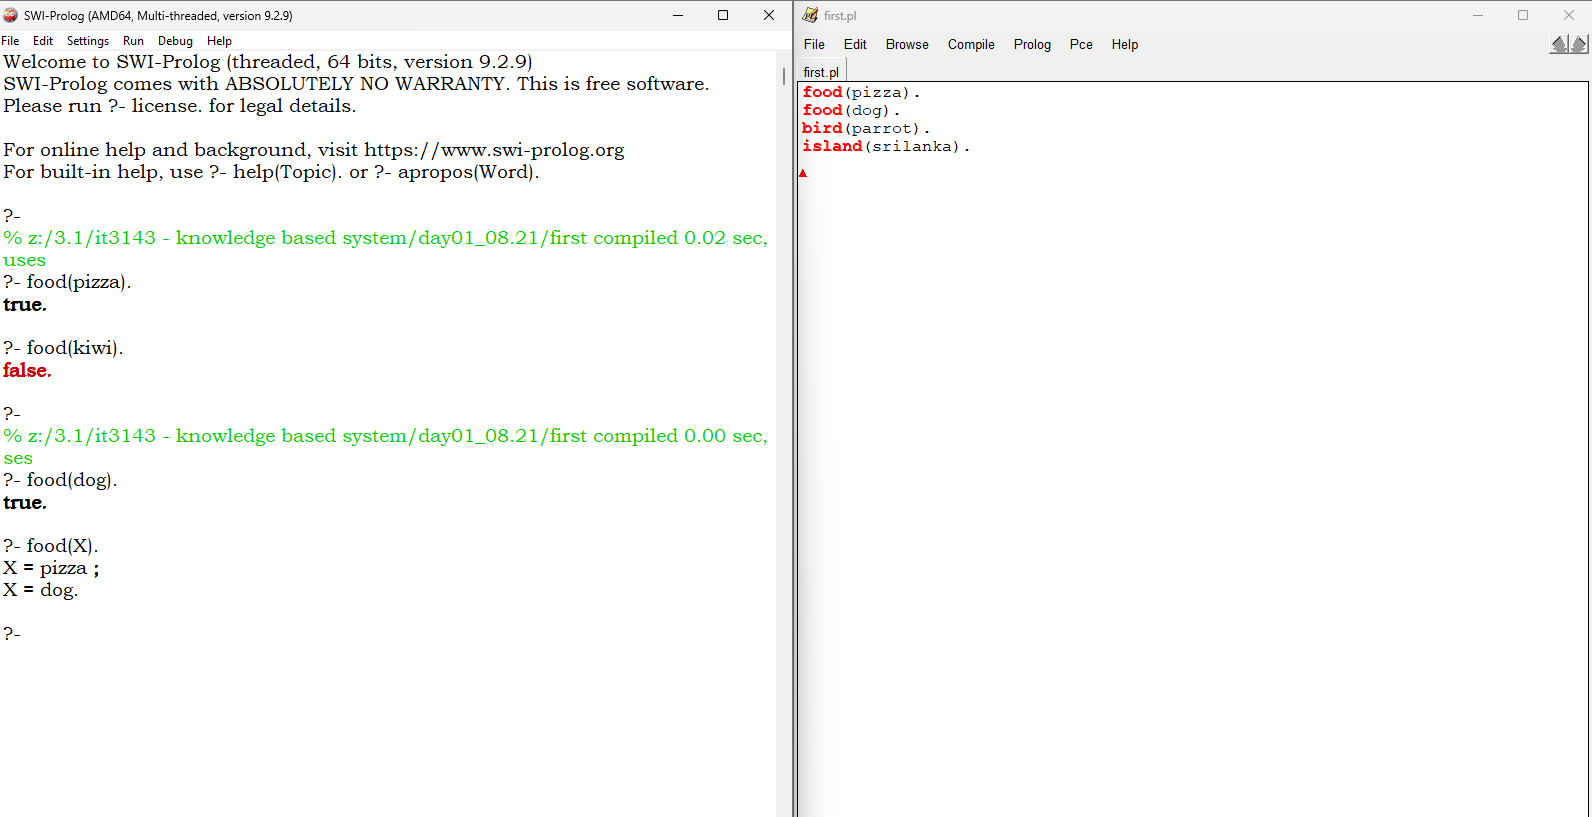 SWI-Prolog (AMD64, Multi-threaded, version 9.2.9)
File Edit Settings Run Debug Help
Welcome to SWI-Prolog (threaded, 64 bits, version 9.2.9)
SWI-Prolog comes with ABSOLUTELY NO WARRANTY. This is free software.
Please run ?- license. for legal details.
For online help and background, visit https://www.swi-prolog.org
For built-in help, use ?- help(Topic). or ?- apropos(Word).
?-
% z:/3.1/it3143 - knowledge based system/day01_08.21/first compiled 0.02 sec,
uses
?- food(pizza).
true.
?- food(kiwi).
false.
?-
% z:/3.1/it3143 - knowledge based system/day01_08.21/first compiled 0.00 sec,
ses
?- food(dog).
true.
?- food(X).
X = pizza ;
X = dog.
?-
first.pl
File Edit Browse Compile Prolog Pce Help
first.pl
food(pizza).
food(dog).
bird(parrot).
island(srilanka).